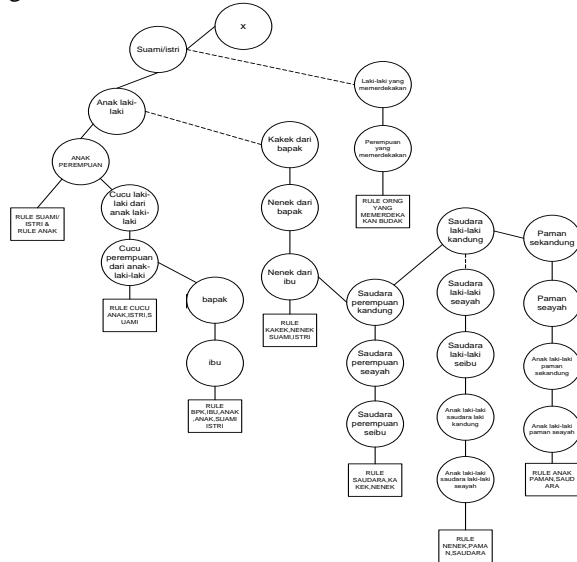 g
X
Suami/istri
Laki-laki yang
memerdekakan
Anak laki-
laki
Perempuan
yang
memerdekakan
Kakek dari
bapak
ANAK
PEREMPUAN
RULE ORNG
YANG
MEMERDEKA
KAN BUDAK
RULE SUAMI/
ISTRI &
RULE ANAK
Cucu laki-
laki dari
anak laki-
laki
Nenek dari
bapak
Saudara
laki-laki
kandung
Paman
sekandung
Cucu
perempuan
dari anak-
laki-laki
Nenek dari
ibu
Saudara
perempuan
kandung
Saudara
laki-laki
seayah
Paman
seayah
bapak
RULE CUCU
ANAK,ISTRI,S
UAMI
RULE
KAKEK,NENEK
SUAMI,ISTRI
ibu
Saudara
perempuan
seayah
Saudara
laki-laki
seibu
Anak laki-laki
paman
sekandung
RULE
BPK,IBU,ANAK
,ANAK,SUAMI
ISTRI
Saudara
perempuan
seibu
Anak laki-laki
saudara laki
kandung
Anak laki-laki
paman seayah
RULE
SAUDARA,KA
KEK,NENEK
Anak laki-laki
saudara laki-laki
seayah
RULE ANAK
PAMAN,SAUD
ARA
RULE
NENEK,PAMA
N,SAUDARA